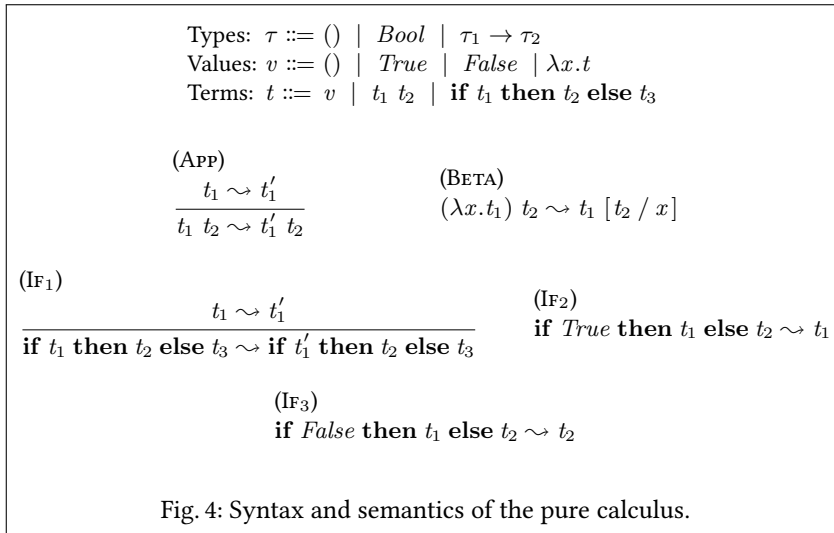 Types: τ ::= () | Bool | τ₁ → τ₂
Values: v ::= () | True | False | λx.t
Terms: t ::= v | t₁ t₂ | if t₁ then t₂ else t₃
(App)
t₁ ⇝ t₁′
t₁ t₂ ⇝ t₁′ t₂
(Beta)
(λx.t₁) t₂ ⇝ t₁ [t₂ / x]
(If₁)
t₁ ⇝ t₁′
if t₁ then t₂ else t₃ ⇝ if t₁′ then t₂ else t₃
(If₂)
if True then t₁ else t₂ ⇝ t₁
(If₃)
if False then t₁ else t₂ ⇝ t₂
Fig. 4: Syntax and semantics of the pure calculus.